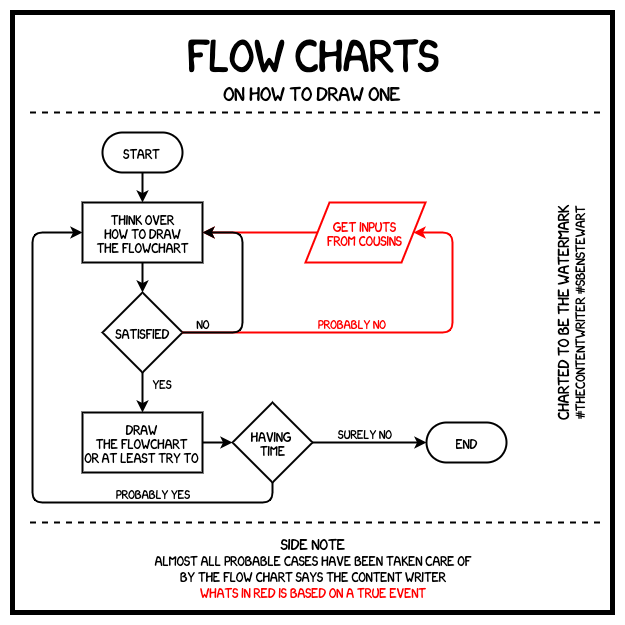 FLOW CHARTS
ON HOW TO DRAW ONE
START
THINK OVER
HOW TO DRAW
THE FLOWCHART
GET INPUTS
FROM COUSINS
SATISFIED
NO
PROBABLY NO
YES
DRAW
THE FLOWCHART
OR AT LEAST TRY TO
HAVING
TIME
SURELY NO
END
PROBABLY YES
CHARTED TO BE THE WATERMARK
#THECONTENTWRITER #SBENSTEWART
SIDE NOTE
ALMOST ALL PROBABLE CASES HAVE BEEN TAKEN CARE OF
BY THE FLOW CHART SAYS THE CONTENT WRITER
WHATS IN RED IS BASED ON A TRUE EVENT